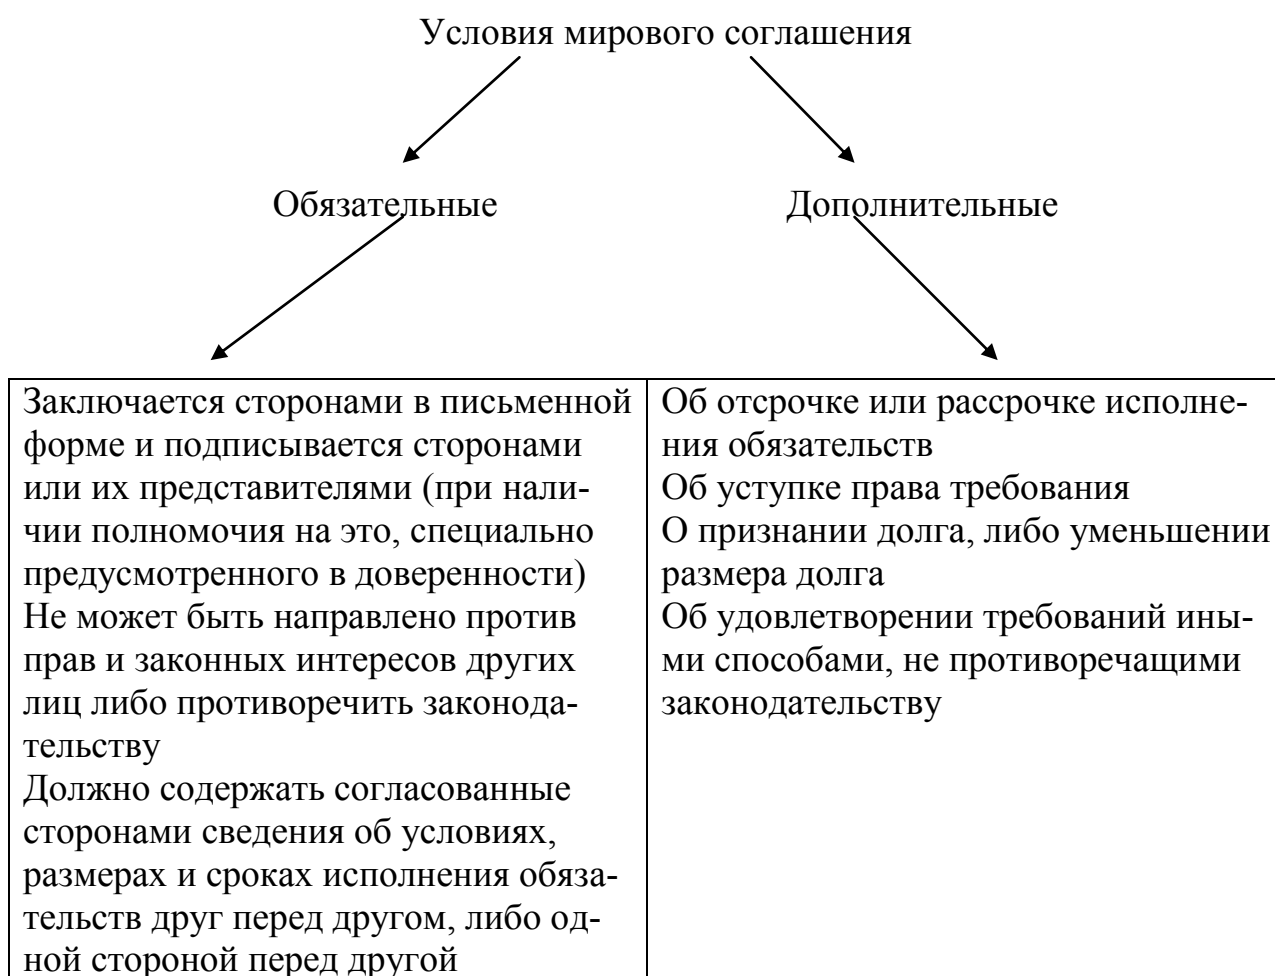 Условия мирового соглашения
Обязательные
Дополнительные
Заключается сторонами в письменной
форме и подписывается сторонами
или их представителями (при нали-
чии полномочия на это, специально
предусмотренного в доверенности)
Не может быть направлено против
прав и законных интересов других
лиц либо противоречить законода-
тельству
Должно содержать согласованные
сторонами сведения об условиях,
размерах и сроках исполнения обяза-
тельств друг перед другом, либо од-
ной стороной перед другой
Об отсрочке или рассрочке исполне-
ния обязательств
Об уступке права требования
О признании долга, либо уменьшении
размера долга
Об удовлетворении требований ины-
ми способами, не противоречащими
законодательству